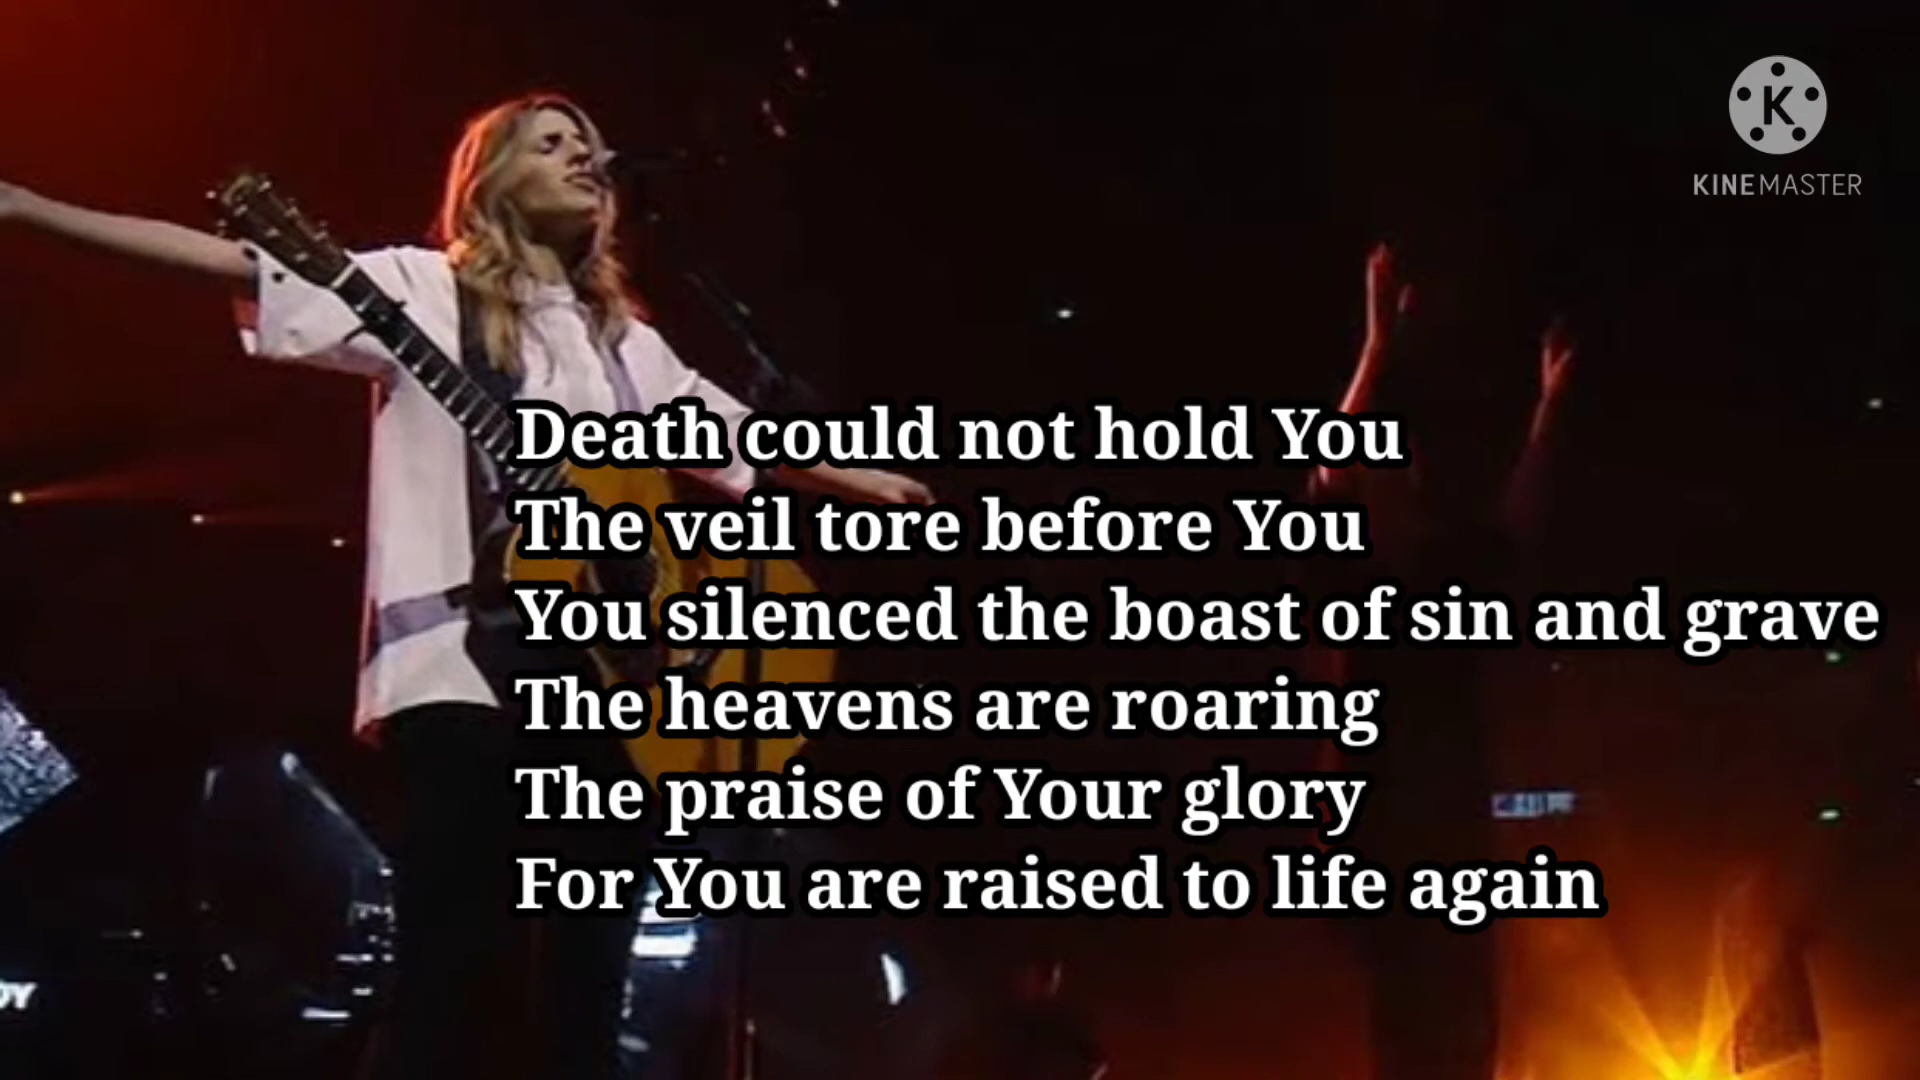 K
KINEMASTER
Death could not hold You
The veil tore before You
You silenced the boast of sin and grave
The heavens are roaring
The praise of Your glory
For You are raised to life again